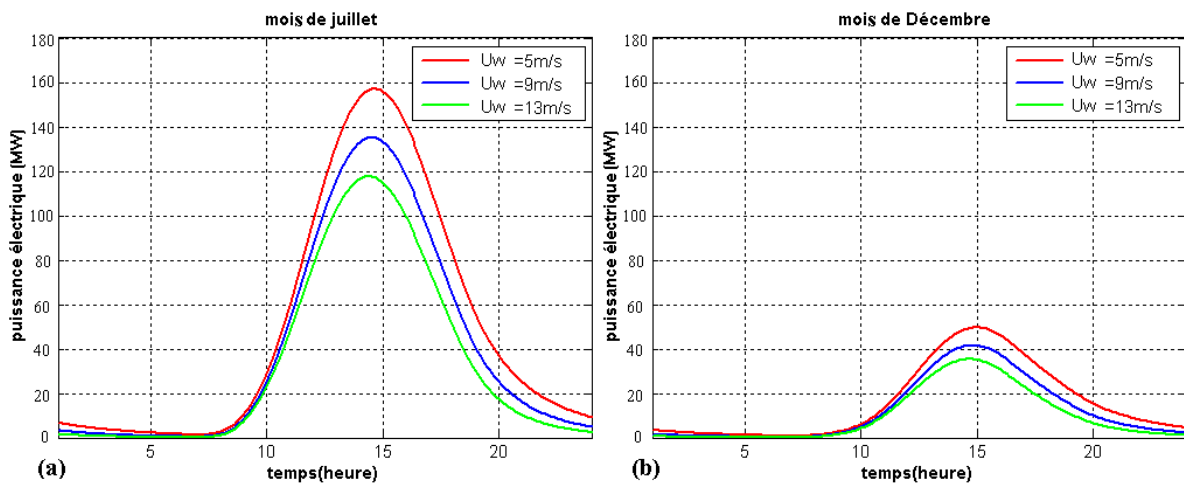 mois de juillet
puissance électrique (MW)
180
160
140
120
100
80
60
40
20
0
Uw =5m/s
Uw =9m/s
Uw =13m/s
5
10
15
20
temps(heure)
(a)
mois de Décembre
puissance électrique (MW)
180
160
140
120
100
80
60
40
20
0
Uw =5m/s
Uw =9m/s
Uw =13m/s
5
10
15
20
temps(heure)
(b)